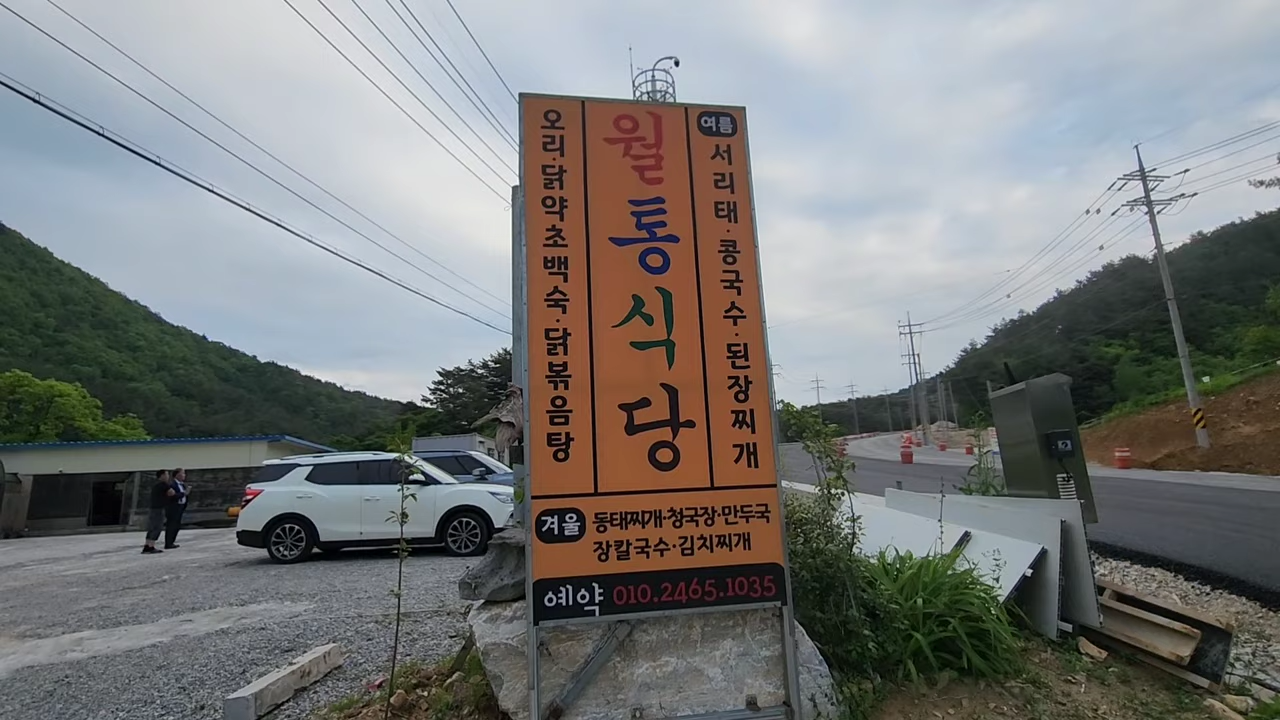 오리·닭약초백숙·닭볶음탕
월통식당
여름
서리태·콩국수·된장찌개
겨울
동태찌개·청국장·만두국
장칼국수·김치찌개
예약 010.2465.1035